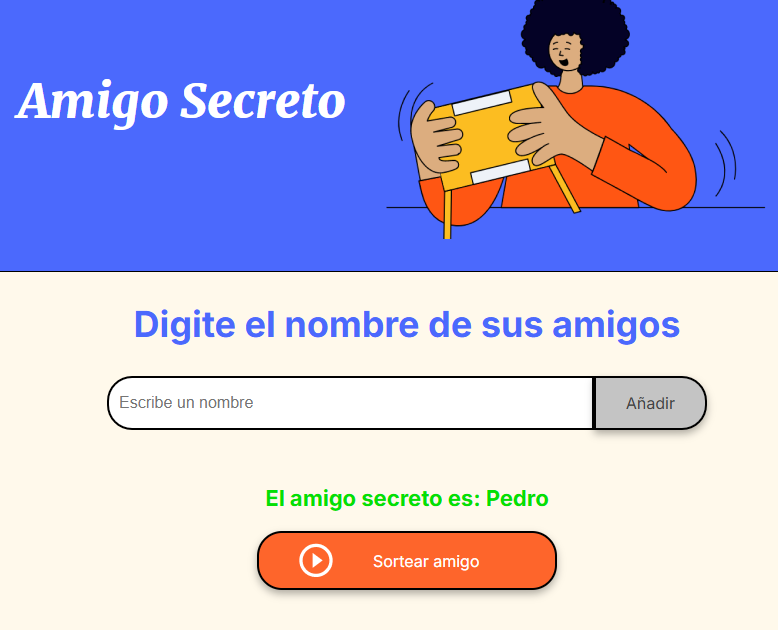 Amigo Secreto
Digite el nombre de sus amigos
Escribe un nombre
Añadir
El amigo secreto es: Pedro
Sortear amigo